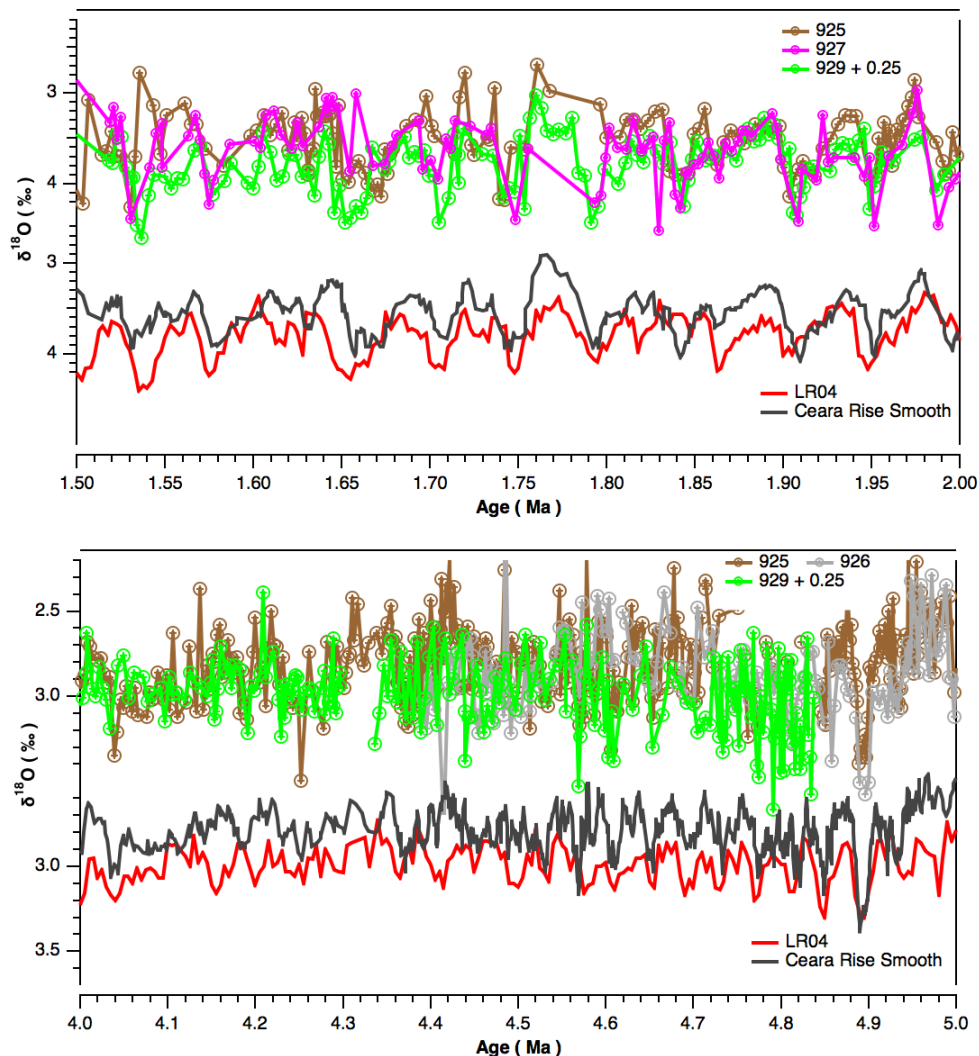 925
927
929 + 0.25
3
4
3
4
δ18O ( ‰ )
LR04
Ceara Rise Smooth
1.50 1.55 1.60 1.65 1.70 1.75 1.80 1.85 1.90 1.95 2.00
Age ( Ma )
925 926
929 + 0.25
2.5
3.0
3.0
3.5
δ18O ( ‰ )
LR04
Ceara Rise Smooth
4.0 4.1 4.2 4.3 4.4 4.5 4.6 4.7 4.8 4.9 5.0
Age ( Ma )